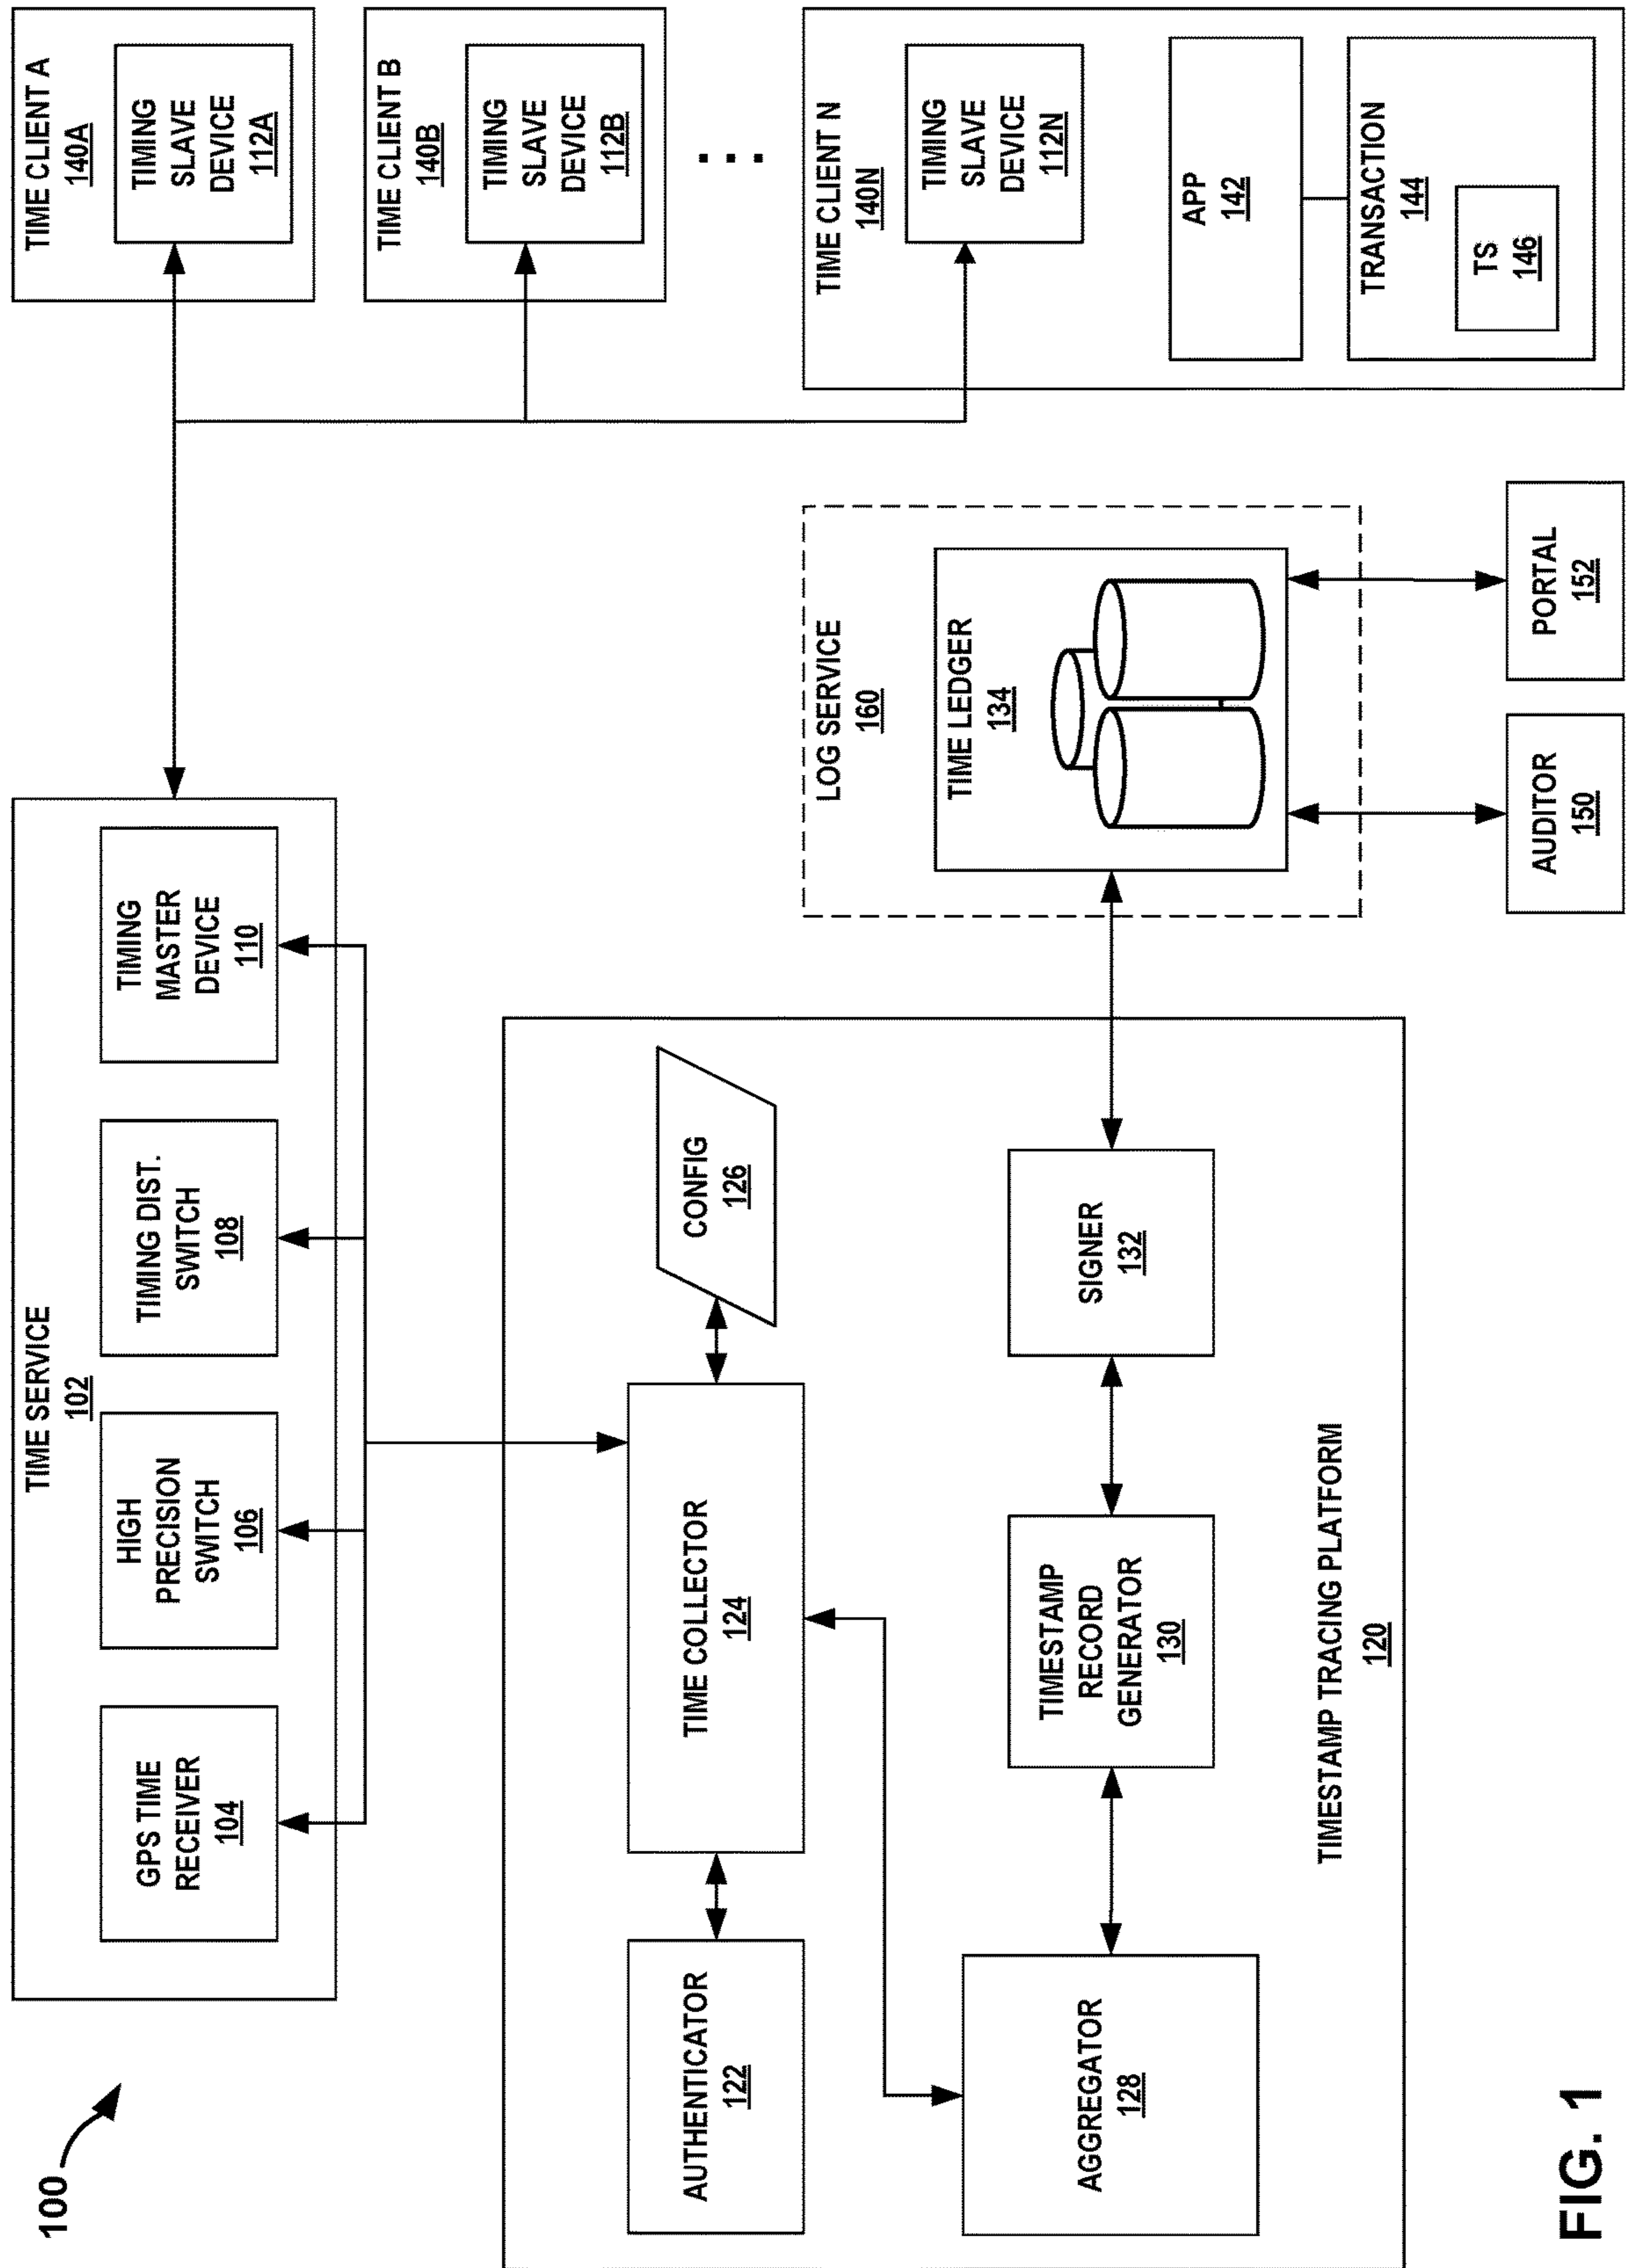 100
TIME SERVICE
102
GPS TIME
RECEIVER
104
HIGH
PRECISION
SWITCH
106
TIMING DIST.
SWITCH
108
TIMING
MASTER
DEVICE
110
TIME CLIENT A
140A
TIMING
SLAVE
DEVICE
112A
TIME CLIENT B
140B
TIMING
SLAVE
DEVICE
112B
...
TIME CLIENT N
140N
TIMING
SLAVE
DEVICE
112N
APP
142
TRANSACTION
144
TS
146
AUTHENTICATOR
122
TIME COLLECTOR
124
CONFIG
126
AGGREGATOR
128
TIMESTAMP
RECORD
GENERATOR
130
SIGNER
132
TIMESTAMP TRACING PLATFORM
120
LOG SERVICE
160
TIME LEDGER
134
AUDITOR
150
PORTAL
152
FIG. 1